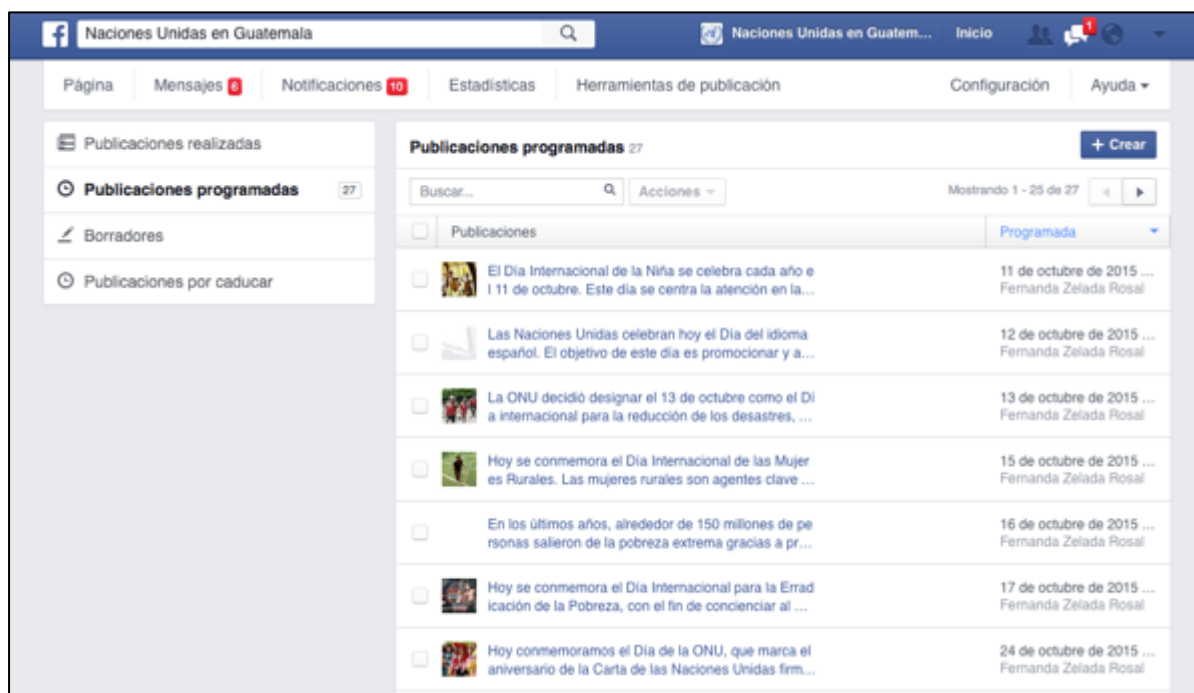 Naciones Unidas en Guatemala
Naciones Unidas en Guatem... Inicio 1
Página Mensajes 6 Notificaciones 10 Estadísticas Herramientas de publicación Configuración Ayuda
Publicaciones realizadas
Publicaciones programadas 27
Borradores
Publicaciones por caducar
Publicaciones programadas 27 + Crear
Buscar... Acciones Mostrando 1 - 25 de 27
Publicaciones Programada
El Día Internacional de la Niña se celebra cada año e
l 11 de octubre. Este día se centra la atención en la...
11 de octubre de 2015 ...
Fernanda Zelada Rosal
Las Naciones Unidas celebran hoy el Día del idioma
español. El objetivo de este día es promocionar y a...
12 de octubre de 2015 ...
Fernanda Zelada Rosal
La ONU decidió designar el 13 de octubre como el Dí
a internacional para la reducción de los desastres, ...
13 de octubre de 2015 ...
Fernanda Zelada Rosal
Hoy se conmemora el Día Internacional de las Mujer
es Rurales. Las mujeres rurales son agentes clave ...
15 de octubre de 2015 ...
Fernanda Zelada Rosal
En los últimos años, alrededor de 150 millones de pe
rsonas salieron de la pobreza extrema gracias a pr...
16 de octubre de 2015 ...
Fernanda Zelada Rosal
Hoy se conmemora el Día Internacional para la Errad
icación de la Pobreza, con el fin de concienciar al ...
17 de octubre de 2015 ...
Fernanda Zelada Rosal
Hoy conmemoramos el Día de la ONU, que marca el
aniversario de la Carta de las Naciones Unidas firm...
24 de octubre de 2015 ...
Fernanda Zelada Rosal